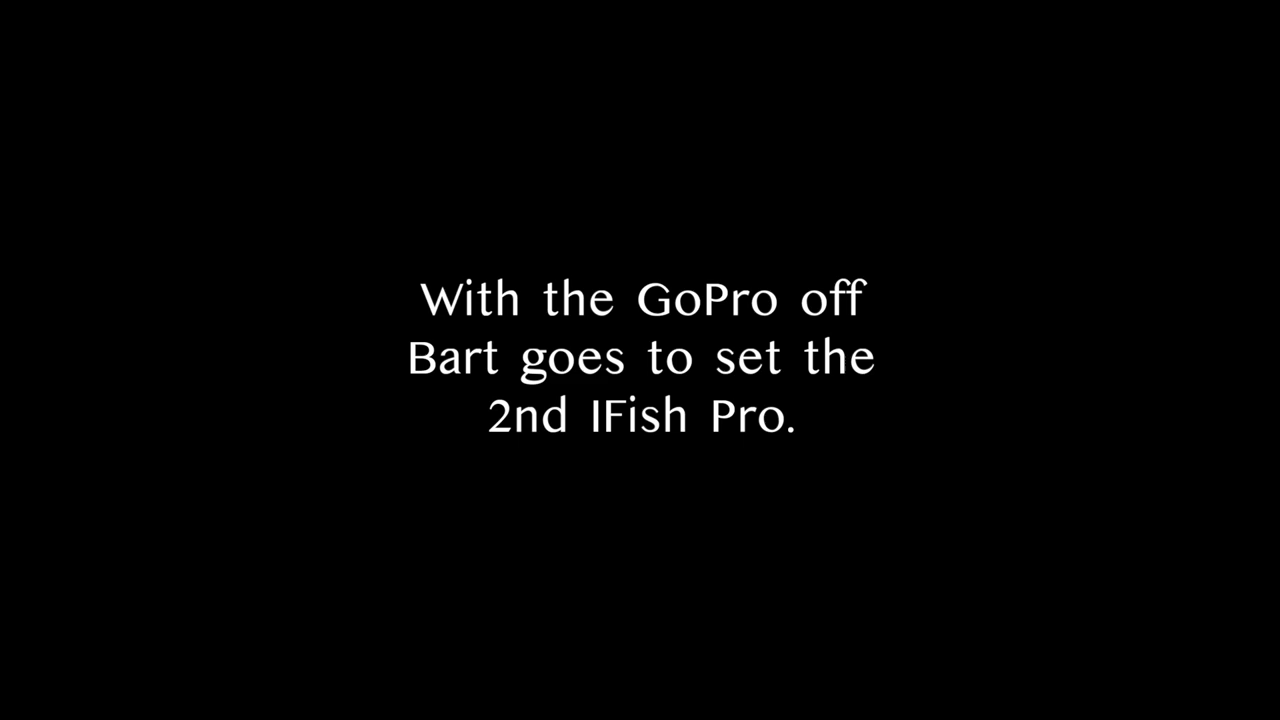 With the GoPro off
Bart goes to set the
2nd IFish Pro.